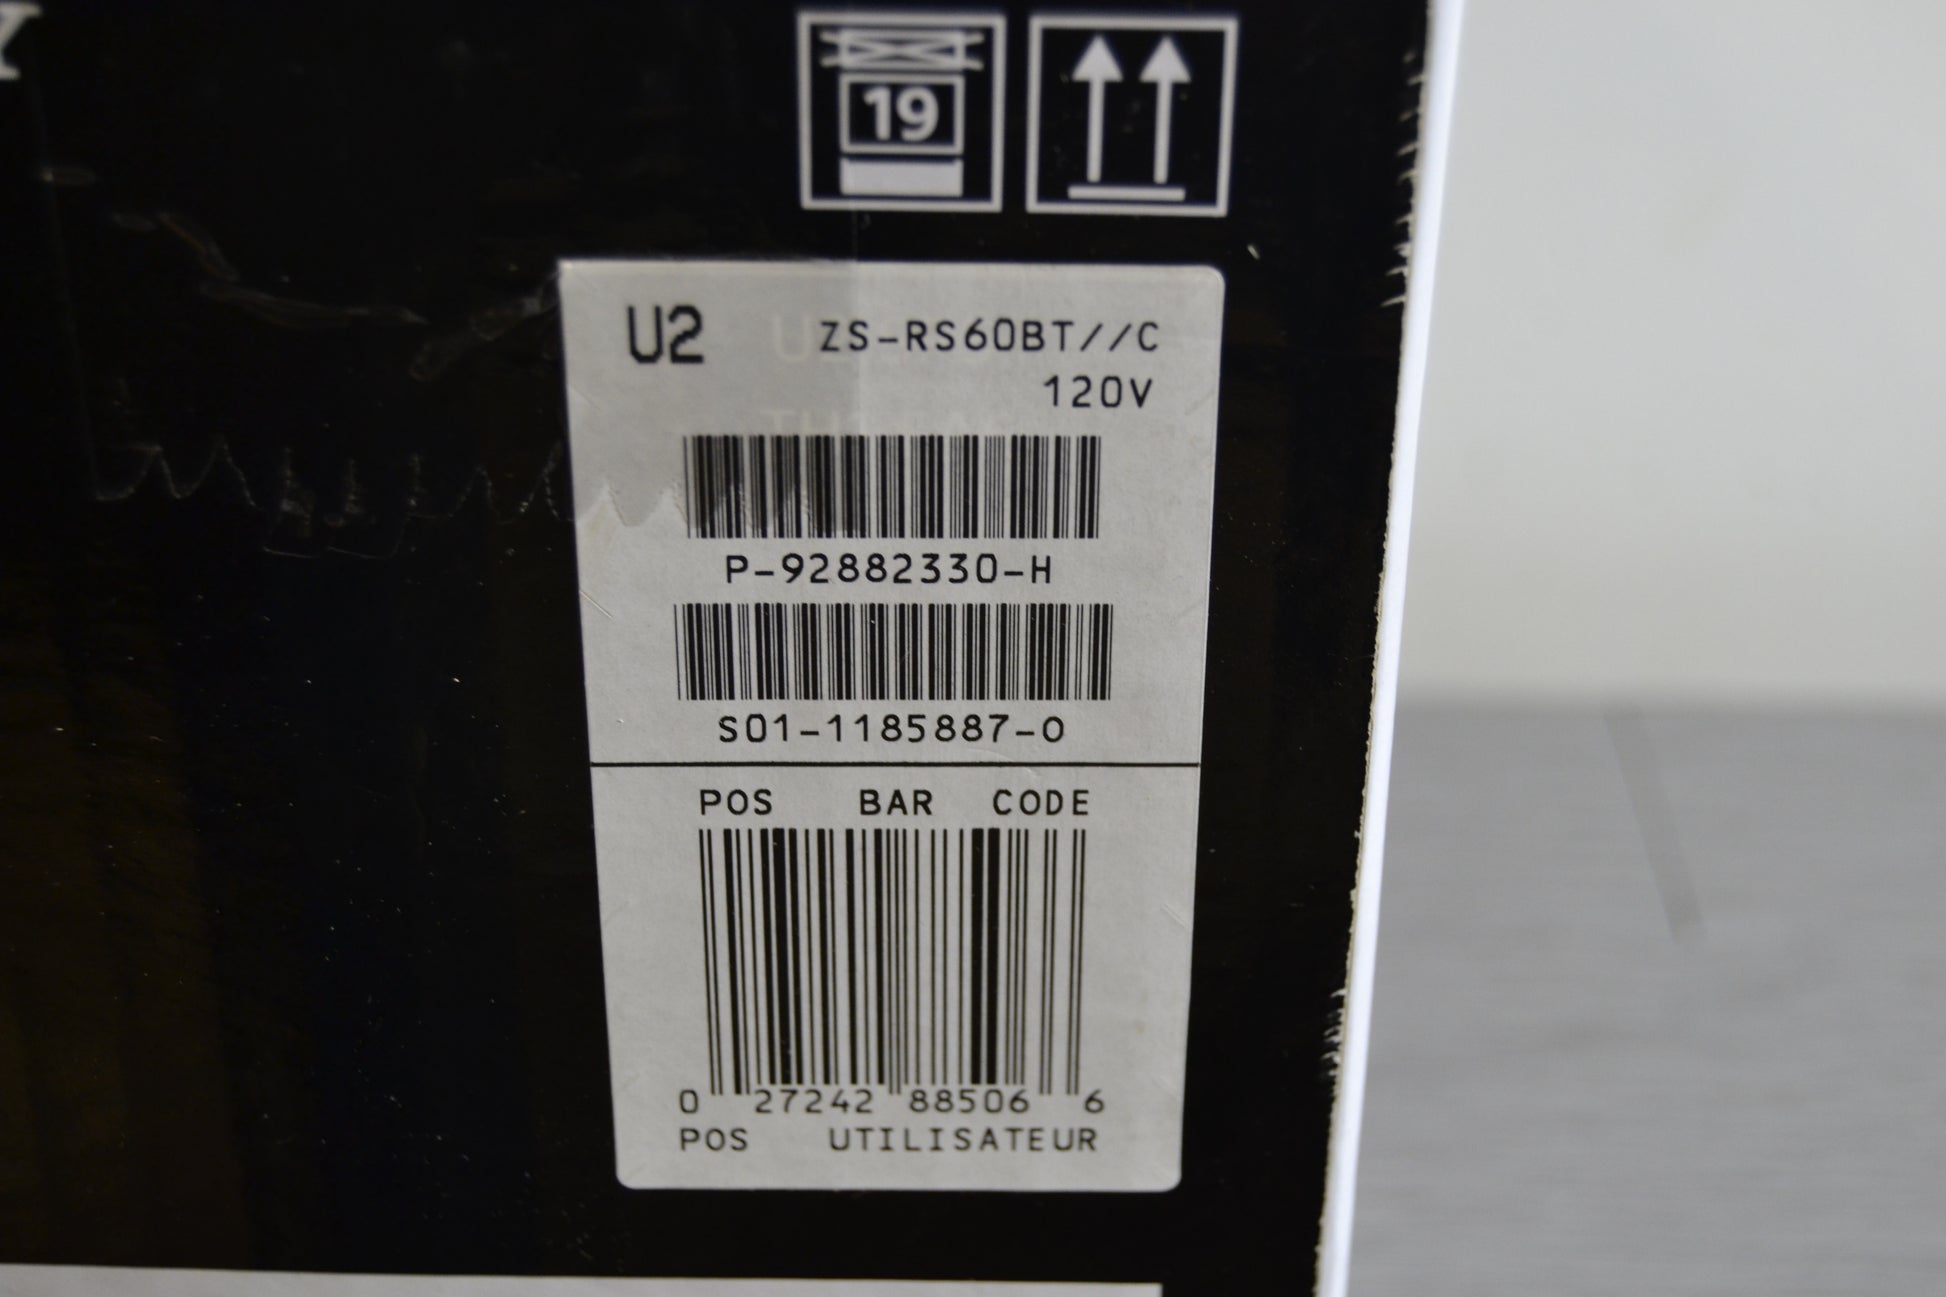 Y
19
U2 ZS-RS60BT//C
120V
P-92882330-H
S01-1185887-0
POS BAR CODE
0 27242 88506 6
POS UTILISATEUR